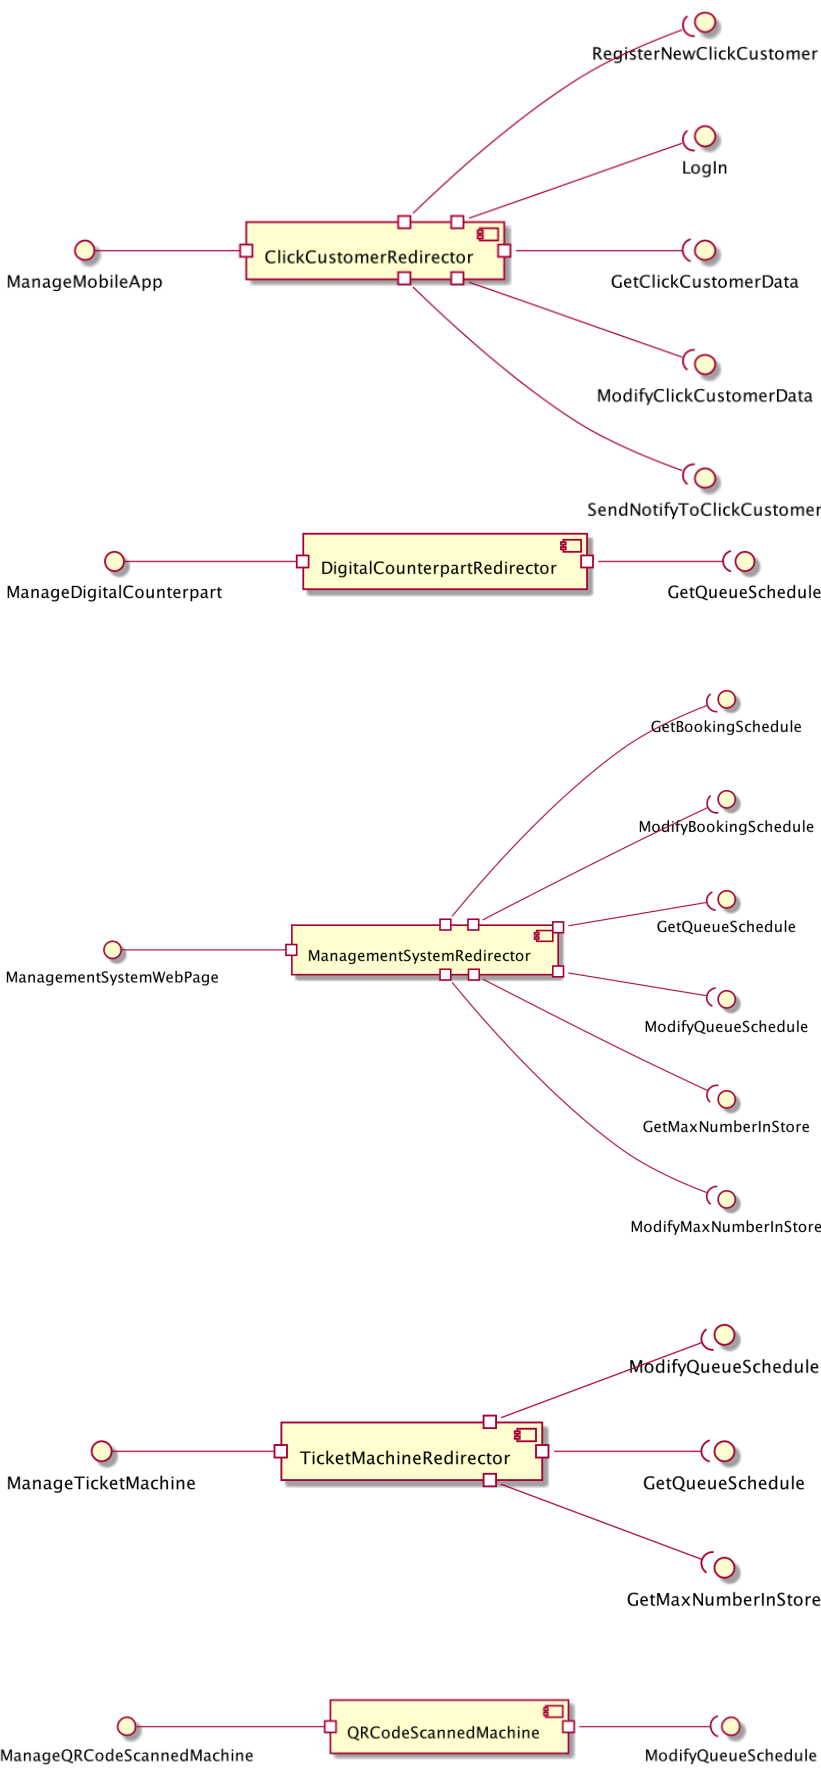 RegisterNewClickCustomer
LogIn
ClickCustomerRedirector
ManageMobileApp
GetClickCustomerData
ModifyClickCustomerData
SendNotifyToClickCustomer
DigitalCounterpartRedirector
ManageDigitalCounterpart
GetQueueSchedule
GetBookingSchedule
ModifyBookingSchedule
GetQueueSchedule
ManagementSystemRedirector
ManagementSystemWebPage
ModifyQueueSchedule
GetMaxNumberInStore
ModifyMaxNumberInStore
ModifyQueueSchedule
TicketMachineRedirector
ManageTicketMachine
GetQueueSchedule
GetMaxNumberInStore
QRCodeScannedMachine
ManageQRCodeScannedMachine
ModifyQueueSchedule